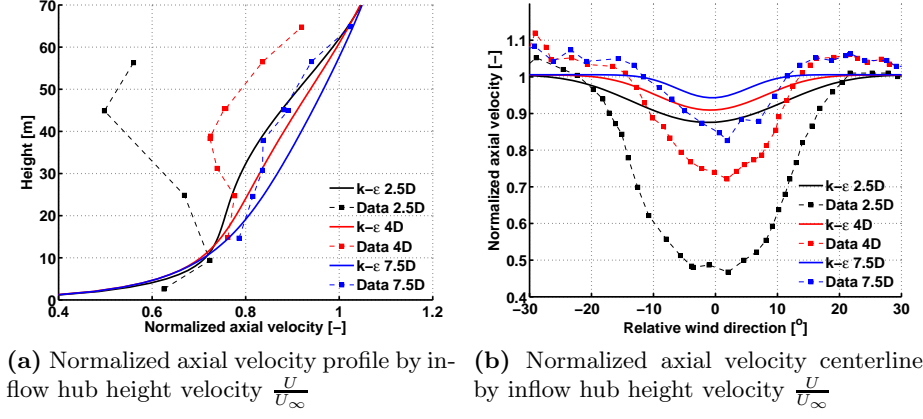 70
60
50
40
30
20
10
0
Height [m]
0.4
0.6
0.8
1
1.2
Normalized axial velocity [−]
k−ε 2.5D
Data 2.5D
k−ε 4D
Data 4D
k−ε 7.5D
Data 7.5D
1.1
1
0.9
0.8
0.7
0.6
0.5
0.4
Normalized axial velocity [−]
−30
−20
−10
0
10
20
30
Relative wind direction [°]
k−ε 2.5D
Data 2.5D
k−ε 4D
Data 4D
k−ε 7.5D
Data 7.5D
(a) Normalized axial velocity profile by in-
flow hub height velocity U/U∞
(b) Normalized axial velocity centerline
by inflow hub height velocity U/U∞